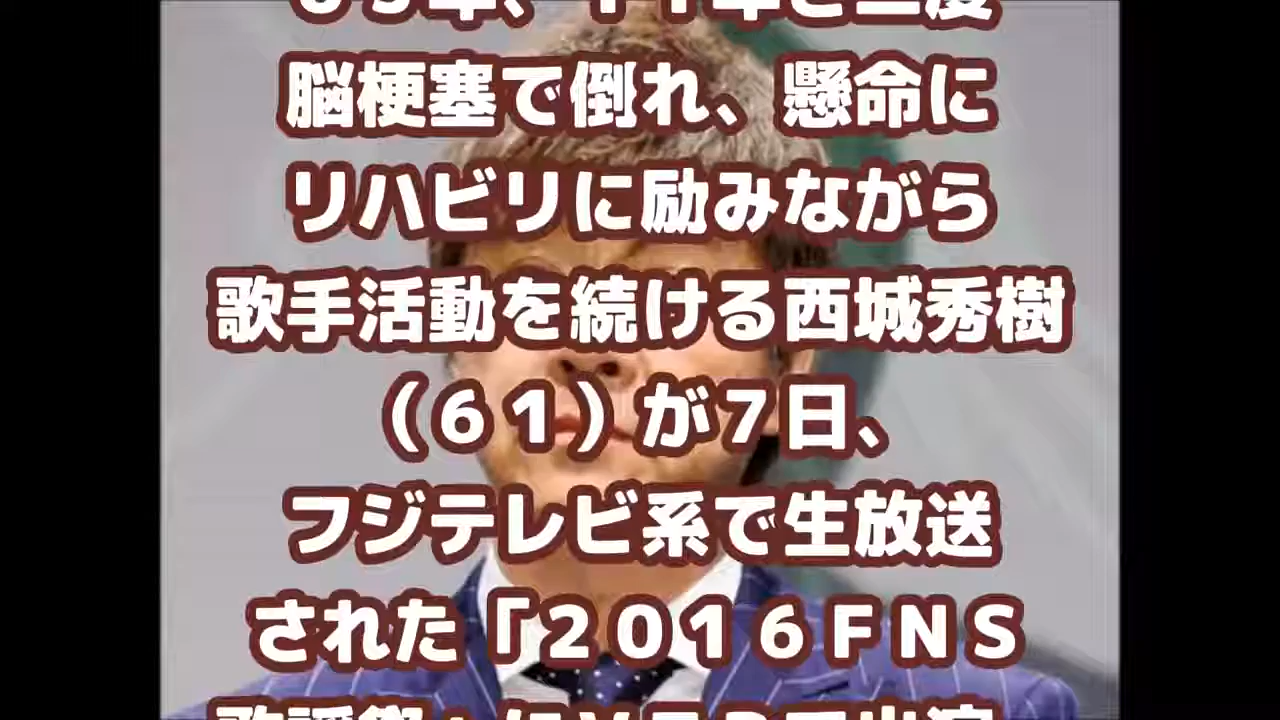 脳梗塞で倒れ、懸命に
リハビリに励みながら
歌手活動を続ける西城秀樹
（６１）が７日、
フジテレビ系で生放送
された「２０１６ＦＮＳ